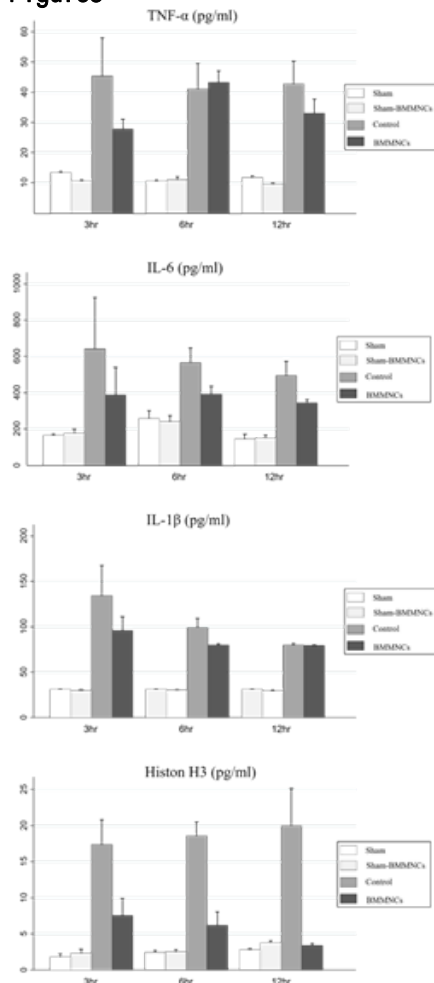 TNF-α (pg/ml)
60
50
40
30
20
10
3hr 6hr 12hr
Sham
Sham-BMMNCs
Control
BMMNCs
IL-6 (pg/ml)
1000
800
600
400
200
0
3hr 6hr 12hr
Sham
Sham-BMMNCs
Control
BMMNCs
IL-1β (pg/ml)
200
150
100
50
0
3hr 6hr 12hr
Sham
Sham-BMMNCs
Control
BMMNCs
Histon H3 (pg/ml)
25
20
15
10
5
0
3hr 6hr 12hr
Sham
Sham-BMMNCs
Control
BMMNCs